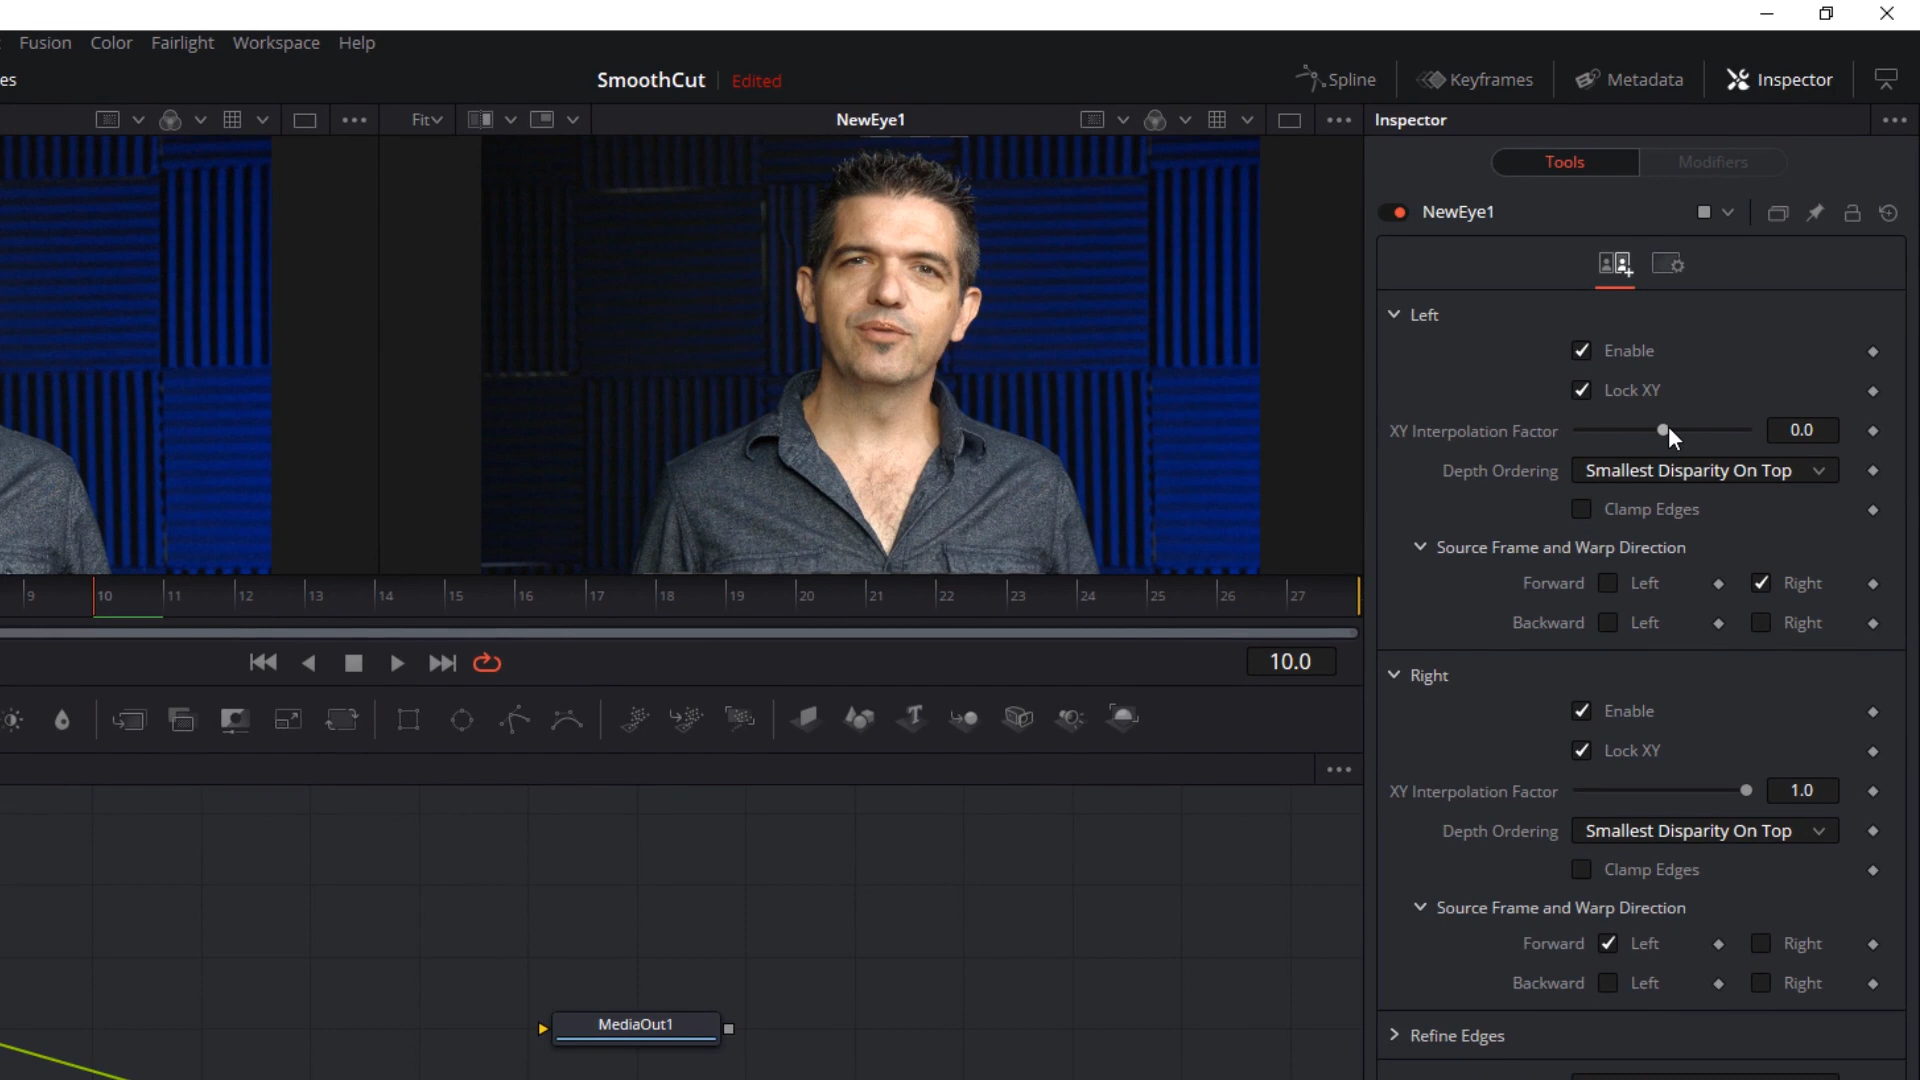 Fusion Color Fairlight Workspace Help
es
SmoothCut Edited
Spline Keyframes Metadata Inspector
Fit NewEye1 Inspector
Tools Modifiers
NewEye1
Left
Enable
Lock XY
XY Interpolation Factor 0.0
Depth Ordering Smallest Disparity On Top
Clamp Edges
Source Frame and Warp Direction
Forward Left Right
9 10 11 12 13 14 15 16 17 18 19 20 21 22 23 24 25 26 27
Backward Left Right
10.0
Right
Enable
T
Lock XY
XY Interpolation Factor 1.0
Depth Ordering Smallest Disparity On Top
Clamp Edges
Source Frame and Warp Direction
Forward Left Right
Backward Left Right
MediaOut1
Refine Edges